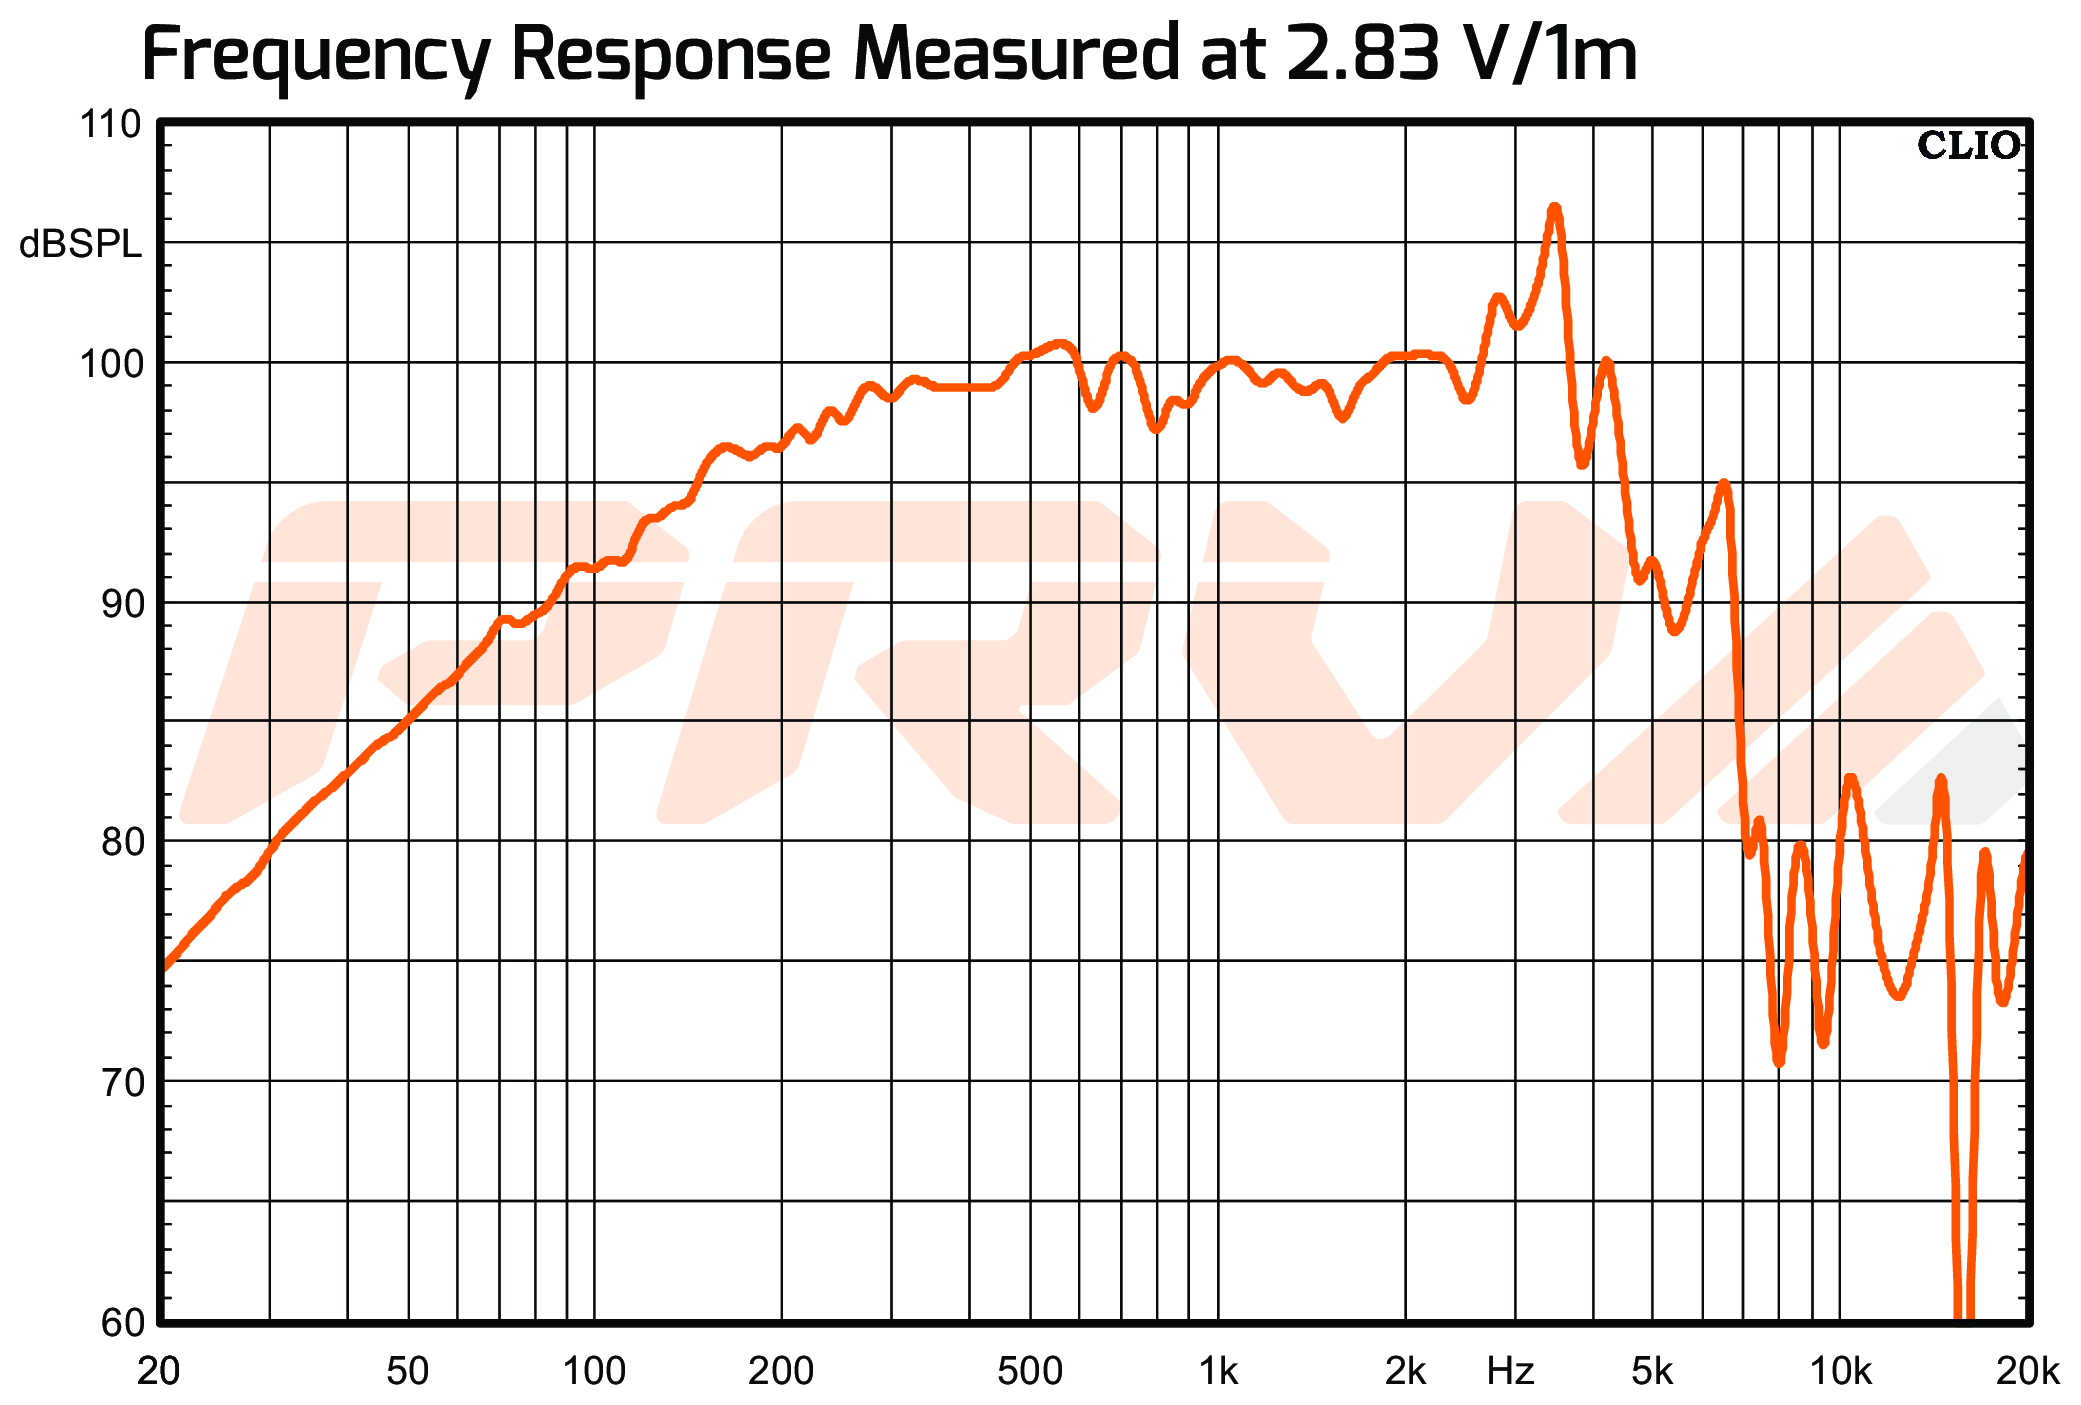 Frequency Response Measured at 2.83 V/1m
110
CLIO
dBSPL
100
90
PRV
80
70
60
20 50 100 200 500 1k 2k Hz 5k 10k 20k